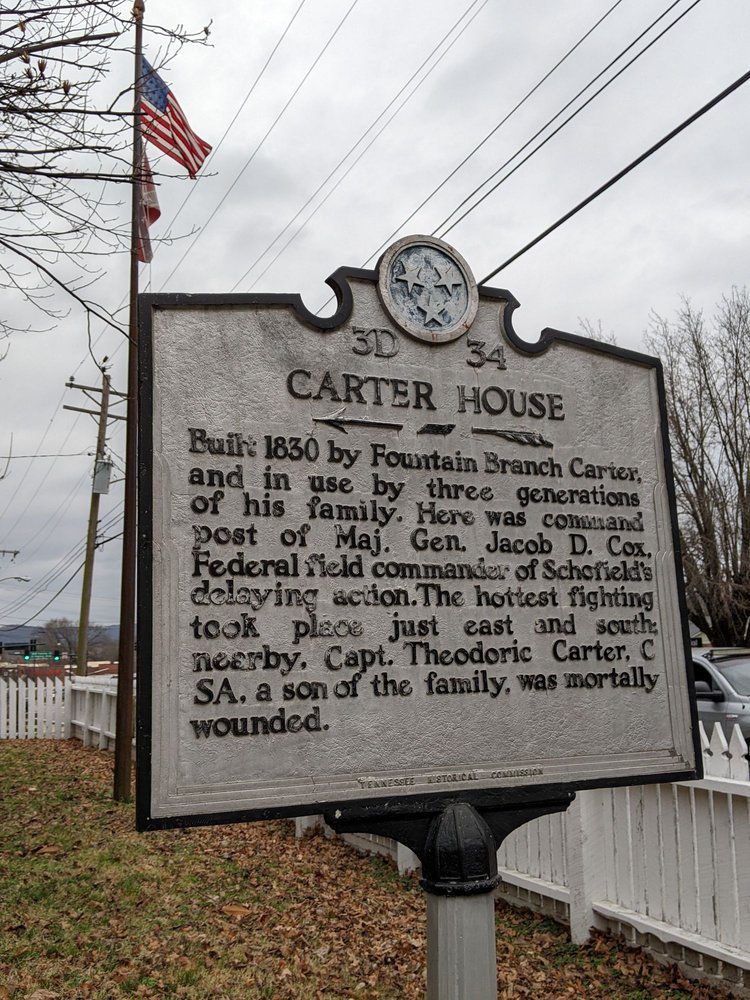 3D 34
CARTER HOUSE
Built 1830 by Fountain Branch Carter,
and in use by three generations
of his family. Here was command
post of Maj. Gen. Jacob D. Cox,
Federal field commander of Schofield's
delaying action. The hottest fighting
took place just east and south;
nearby, Capt. Theodoric Carter, C
SA, a son of the family, was mortally
wounded.
TENNESSEE HISTORICAL COMMISSION